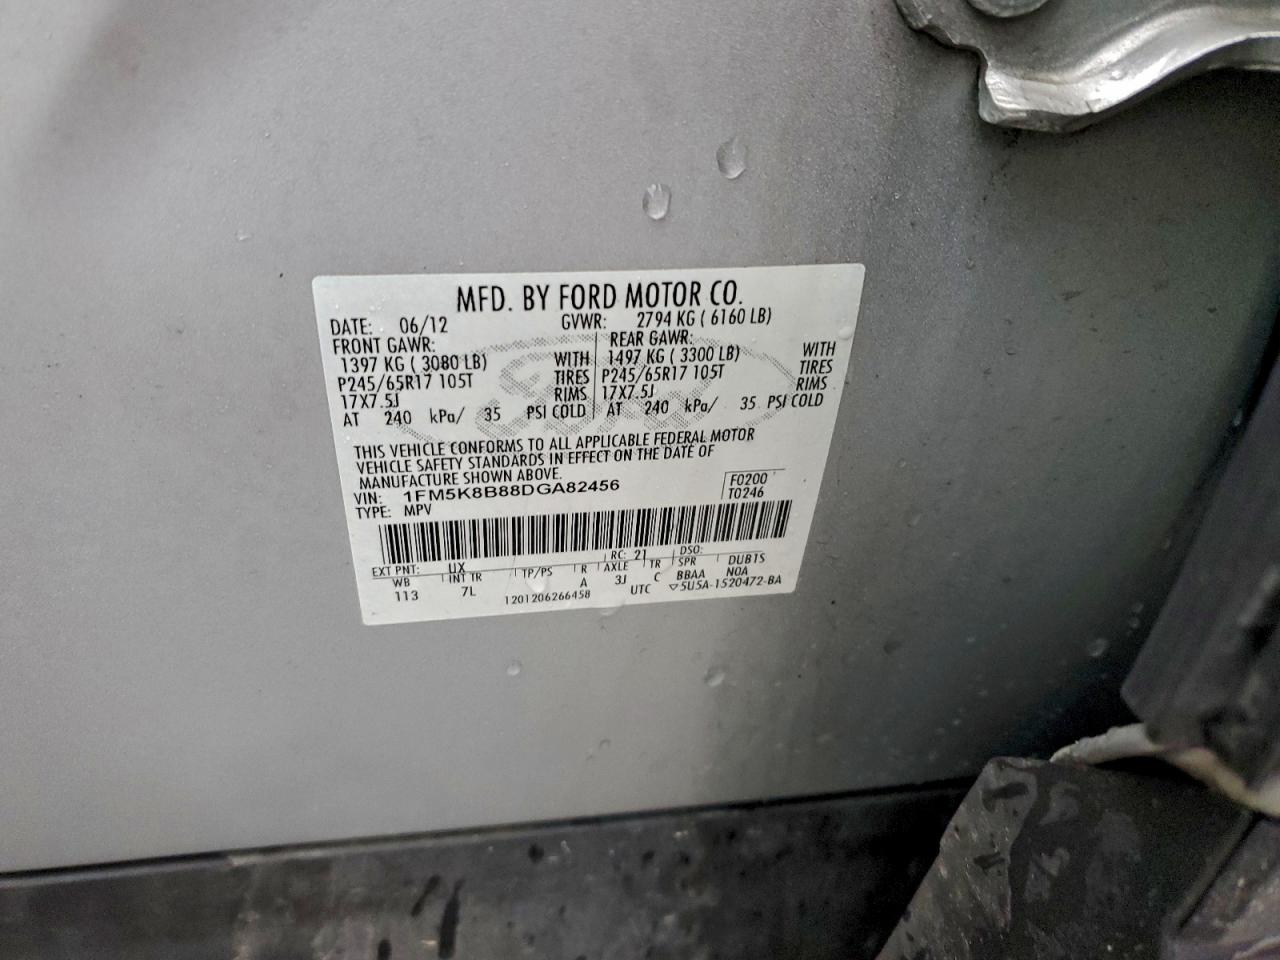 MFD. BY FORD MOTOR CO.
DATE: 06/12 GVWR: 2794 KG ( 6160 LB)
FRONT GAWR: REAR GAWR:
1397 KG ( 3080 LB) WITH 1497 KG ( 3300 LB) WITH
P245/65R17 105T TIRES P245/65R17 105T TIRES
17X7.5J RIMS 17X7.5J RIMS
AT 240 kPa/ 35 PSI COLD AT 240 kPa/ 35 PSI COLD
THIS VEHICLE CONFORMS TO ALL APPLICABLE FEDERAL MOTOR
VEHICLE SAFETY STANDARDS IN EFFECT ON THE DATE OF
MANUFACTURE SHOWN ABOVE.
VIN: 1FM5K8B88DGA82456 F0200
TYPE: MPV T0246
EXT PNT: UX RC: 21 DSO:
WB INT TR TP/PS R AXLE TR SPR DUB1S
113 7L A 3J C BBAA NOA
1201206266458 UTC ▽5U5A-1520472-BA